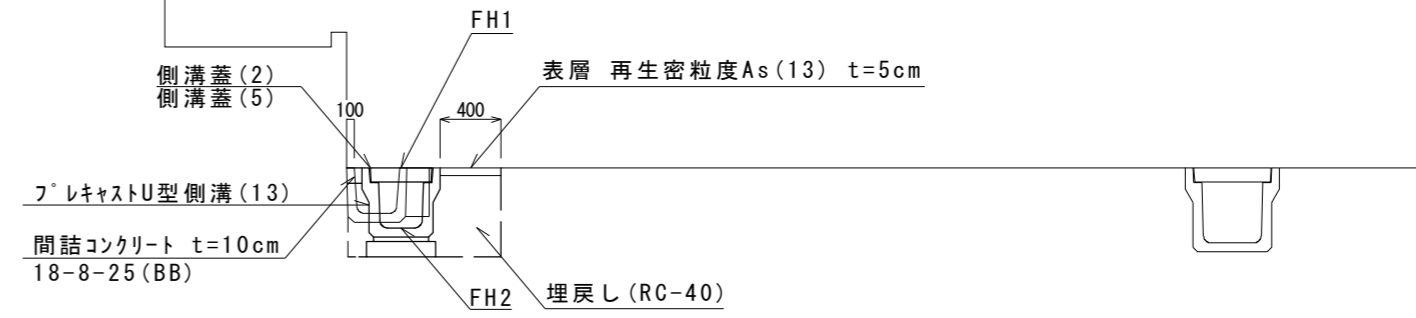 FH1
側溝蓋(2)
側溝蓋(5)
表層 再生密粒度As(13) t=5cm
100
400
プレキャストU型側溝(13)
間詰コンクリート t=10cm
18-8-25(BB)
FH2
埋戻し(RC-40)